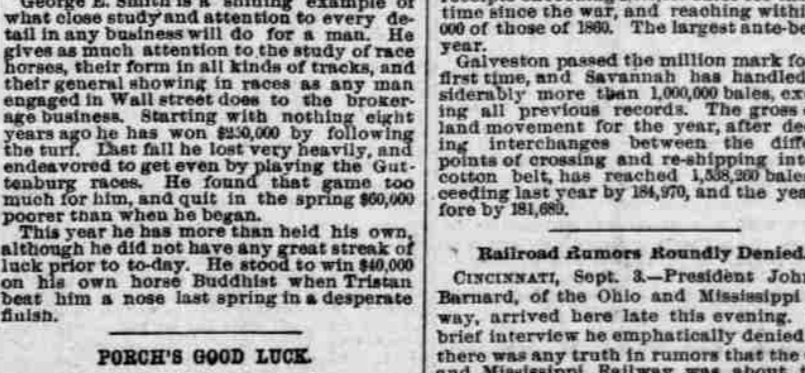 George E. Smith is a shining example of
what close study and attention to every de-
tail in any business will do for a man. He
gives as much attention to the study of race
horses, their form in all kinds of tracks, and
their general showing in races as any man
engaged in Wall street does to the broker-
age business. Starting with nothing eight
years ago he has won $250,000 by following
the turf. Last fall he lost very heavily, and
endeavored to get even by playing the Gut-
tenburg races. He found that game too
much for him, and quit in the spring $60,000
poorer than when he began.
This year he has more than held his own,
although he did not have any great streak of
luck prior to to-day. He stood to win $40,000
on his own horse Buddhist when Tristan
beat him a nose last spring in a desperate
finish.
PORCH'S GOOD LUCK.
time since the war, and reaching withi
000 of those of 1860. The largest ante-be
year.
Galveston passed the million mark fo
first time, and Savannah has handled
siderably more than 1,000,000 bales, ex
ing all previous records. The gross
land movement for the year, after de
ing interchanges between the diffe
points of crossing and re-shipping int
cotton belt, has reached 1,538,260 bale
ceeding last year by 184,970, and the yea
fore by 181,689.
Railroad Rumors Roundly Denied.
CINCINNATI, Sept. 3.—President John
Barnard, of the Ohio and Mississippi
way, arrived here late this evening.
brief interview he emphatically denied
there was any truth in rumors that the
and Mississippi Railway was about